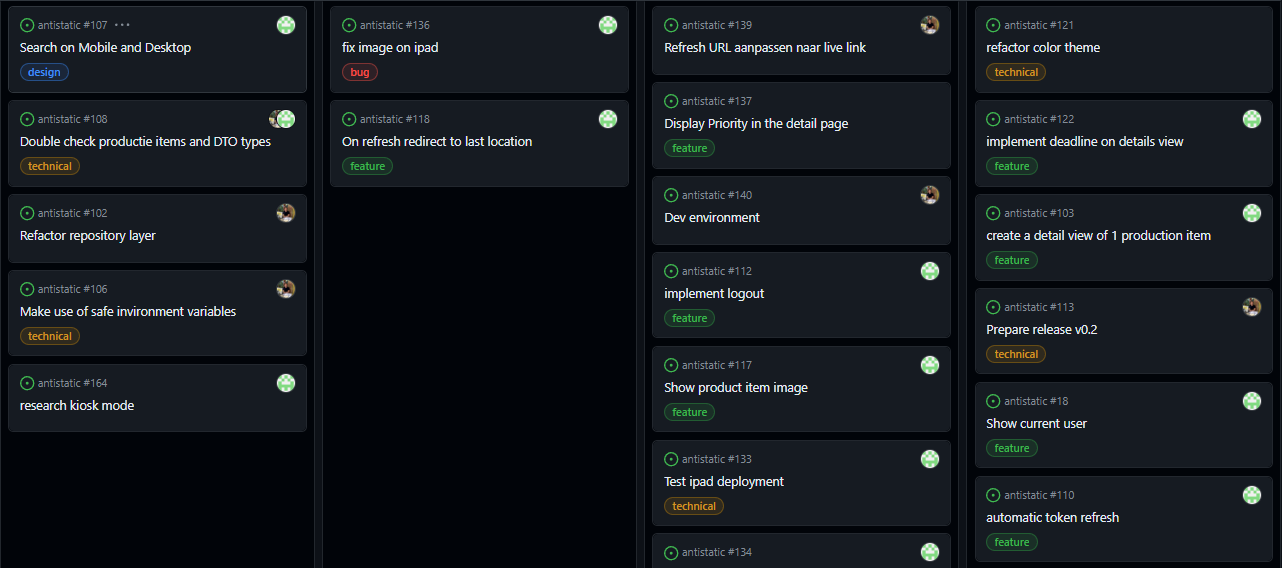 antistatic #107 ...
Search on Mobile and Desktop
design
antistatic #108
Double check productie items and DTO types
technical
antistatic #102
Refactor repository layer
antistatic #106
Make use of safe invironment variables
technical
antistatic #164
research kiosk mode
antistatic #136
fix image on ipad
bug
antistatic #118
On refresh redirect to last location
feature
antistatic #139
Refresh URL aanpassen naar live link
antistatic #137
Display Priority in the detail page
feature
antistatic #140
Dev environment
antistatic #112
implement logout
feature
antistatic #117
Show product item image
feature
antistatic #133
Test ipad deployment
technical
antistatic #134
antistatic #121
refactor color theme
technical
antistatic #122
implement deadline on details view
feature
antistatic #103
create a detail view of 1 production item
feature
antistatic #113
Prepare release v0.2
technical
antistatic #18
Show current user
feature
antistatic #110
automatic token refresh
feature